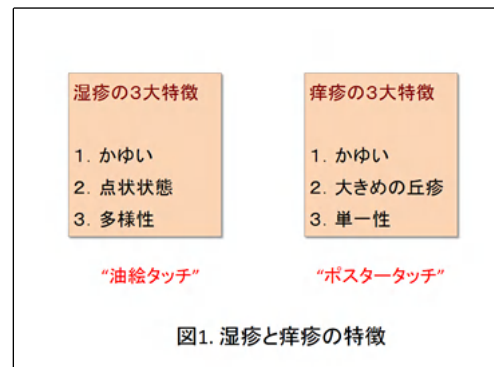 湿疹の3大特徴
1. かゆい
2. 点状状態
3. 多様性
“油絵タッチ”
痒疹の3大特徴
1. かゆい
2. 大きめの丘疹
3. 単一性
“ポスタータッチ”
図1. 湿疹と痒疹の特徴